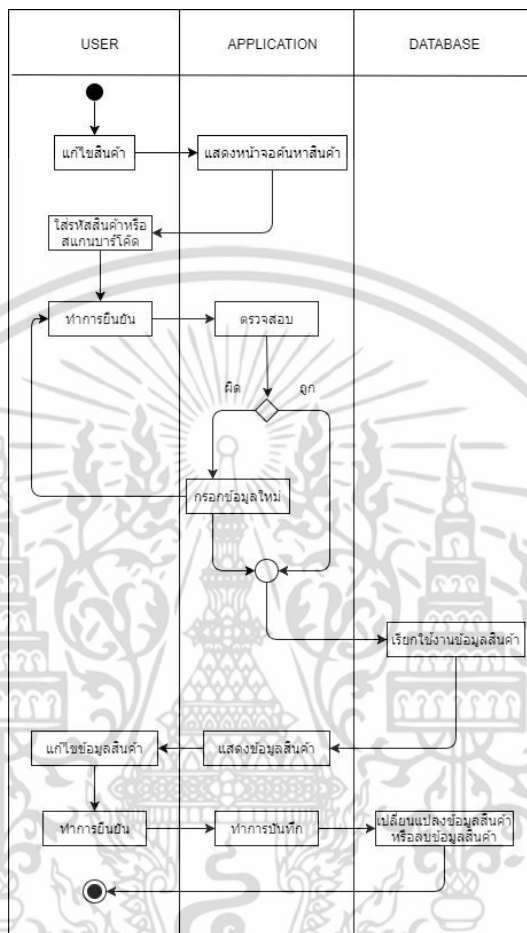 USER
APPLICATION
DATABASE
แก้ไขสินค้า
แสดงหน้าจอค้นหาสินค้า
ใส่รหัสสินค้าหรือ
สแกนบาร์โค้ด
ทำการยืนยัน
ตรวจสอบ
ผิด
ถูก
กรอกข้อมูลใหม่
เรียกใช้งานข้อมูลสินค้า
แก้ไขข้อมูลสินค้า
แสดงข้อมูลสินค้า
ทำการยืนยัน
ทำการบันทึก
เปลี่ยนแปลงข้อมูลสินค้า
หรือลบข้อมูลสินค้า